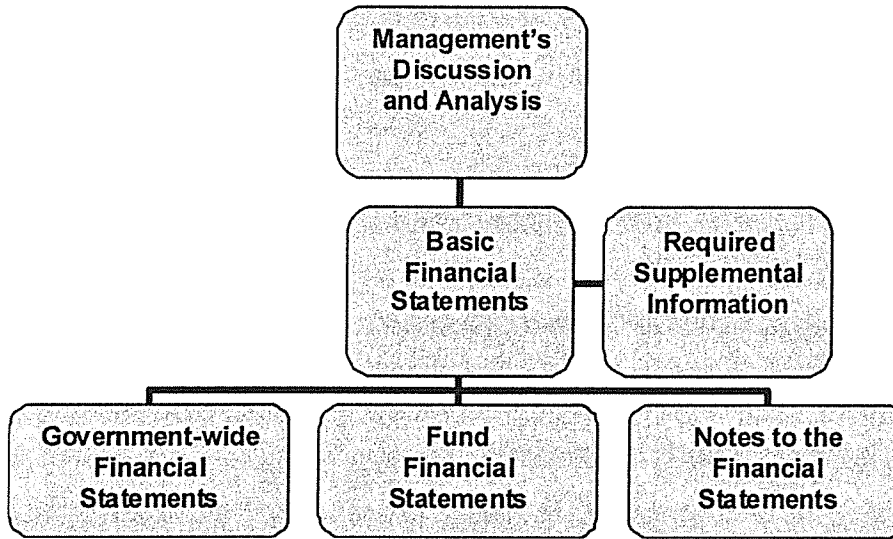 Management's
Discussion
and Analysis
Basic
Financial
Statements
Required
Supplemental
Information
Government-wide
Financial
Statements
Fund
Financial
Statements
Notes to the
Financial
Statements